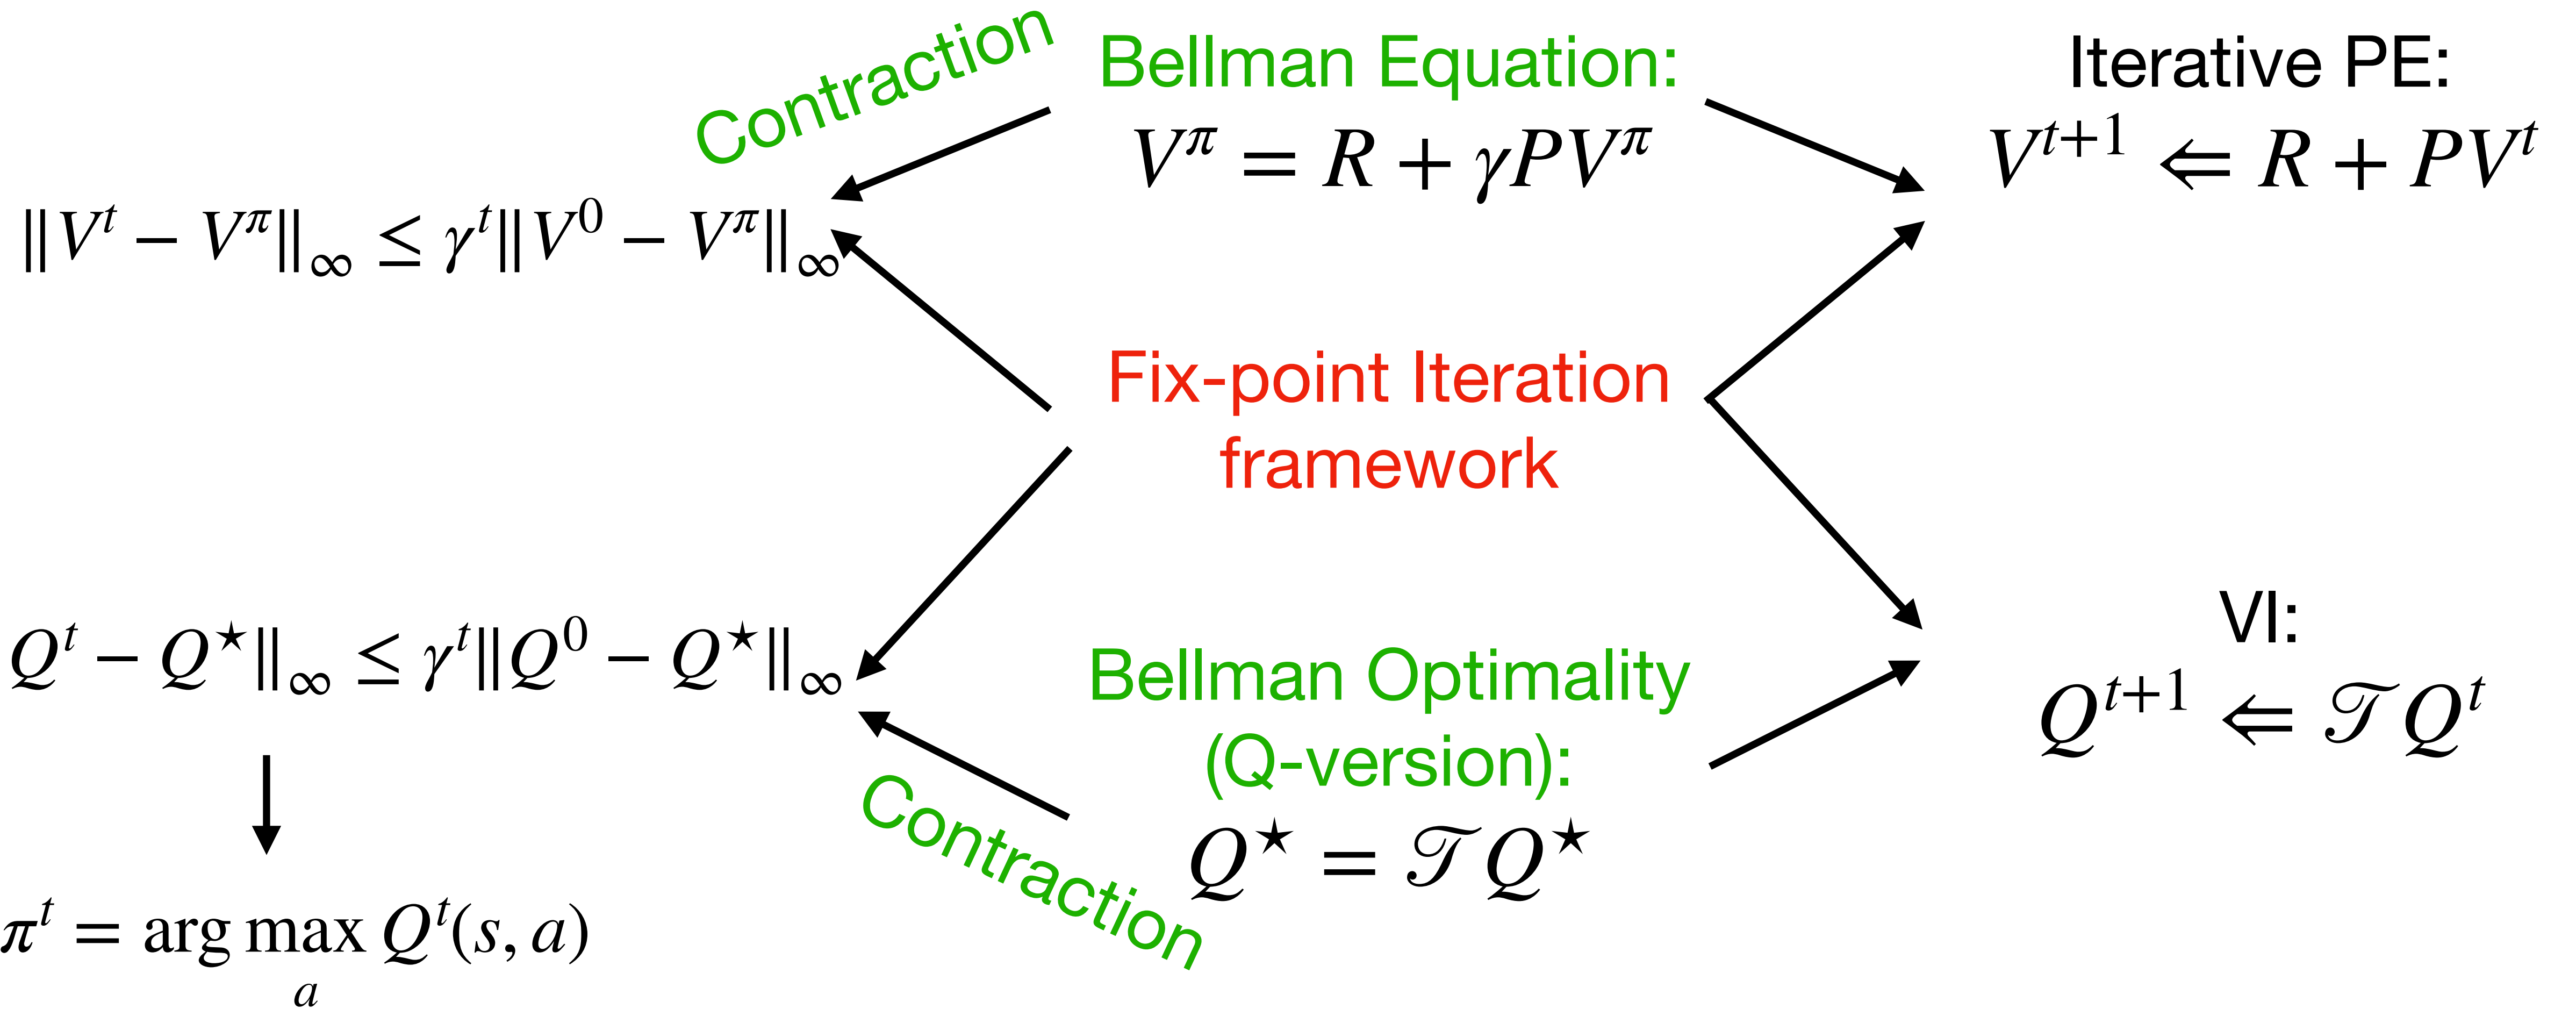 Contraction
Bellman Equation:
V^π = R + γPV^π
Iterative PE:
V^{t+1} ⇐ R + PV^t
‖V^t − V^π‖_∞ ≤ γ^t‖V^0 − V^π‖_∞
Fix-point Iteration
framework
Q^t − Q^★‖_∞ ≤ γ^t‖Q^0 − Q^★‖_∞
Bellman Optimality
(Q-version):
Q^★ = 𝒯Q^★
VI:
Q^{t+1} ⇐ 𝒯Q^t
Contraction
π^t = arg max Q^t(s, a)
a